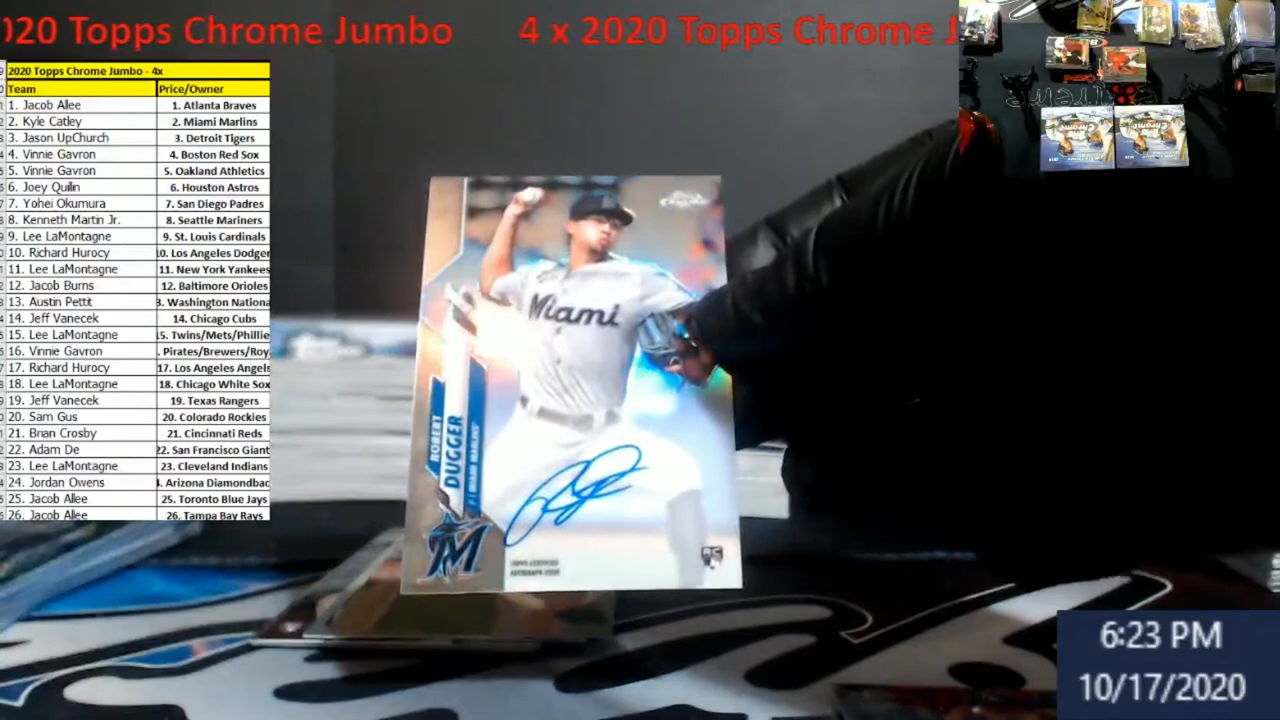 020 Topps Chrome Jumbo 4 x 2020 Topps Chrome J
2020 Topps Chrome Jumbo - 4x
Team Price/Owner
1. Jacob Allee 1. Atlanta Braves
2. Kyle Catley 2. Miami Marlins
3. Jason UpChurch 3. Detroit Tigers
4. Vinnie Gavron 4. Boston Red Sox
5. Vinnie Gavron 5. Oakland Athletics
6. Joey Quilin 6. Houston Astros
7. Yohei Okumura 7. San Diego Padres
8. Kenneth Martin Jr. 8. Seattle Mariners
9. Lee LaMontagne 9. St. Louis Cardinals
10. Richard Hurocy 10. Los Angeles Dodger
11. Lee LaMontagne 11. New York Yankees
12. Jacob Burns 12. Baltimore Orioles
13. Austin Pettit 3. Washington Nationa
14. Jeff Vanecek 14. Chicago Cubs
15. Lee LaMontagne 15. Twins/Mets/Phillie
16. Vinnie Gavron . Pirates/Brewers/Roy
17. Richard Hurocy 17. Los Angeles Angels
18. Lee LaMontagne 18. Chicago White Sox
19. Jeff Vanecek 19. Texas Rangers
20. Sam Gus 20. Colorado Rockies
21. Brian Crosby 21. Cincinnati Reds
22. Adam De 22. San Francisco Giant
23. Lee LaMontagne 23. Cleveland Indians
24. Jordan Owens . Arizona Diamondbac
25. Jacob Allee 25. Toronto Blue Jays
26. Jacob Allee 26. Tampa Bay Rays
Miami
ROBERT
DUGGER
P | MIAMI MARLINS
M
TOPPS CERTIFIED
AUTOGRAPH ISSUE
RC
Chrome Chrome
6:23 PM
10/17/2020